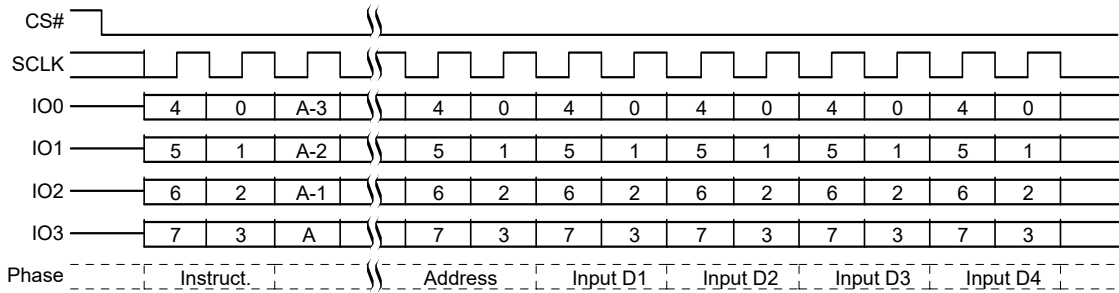 CS#
SCLK
IO0 4 0 A-3 4 0 4 0 4 0 4 0 4 0
IO1 5 1 A-2 5 1 5 1 5 1 5 1 5 1
IO2 6 2 A-1 6 2 6 2 6 2 6 2 6 2
IO3 7 3 A 7 3 7 3 7 3 7 3 7 3
Phase Instruct. Address Input D1 Input D2 Input D3 Input D4